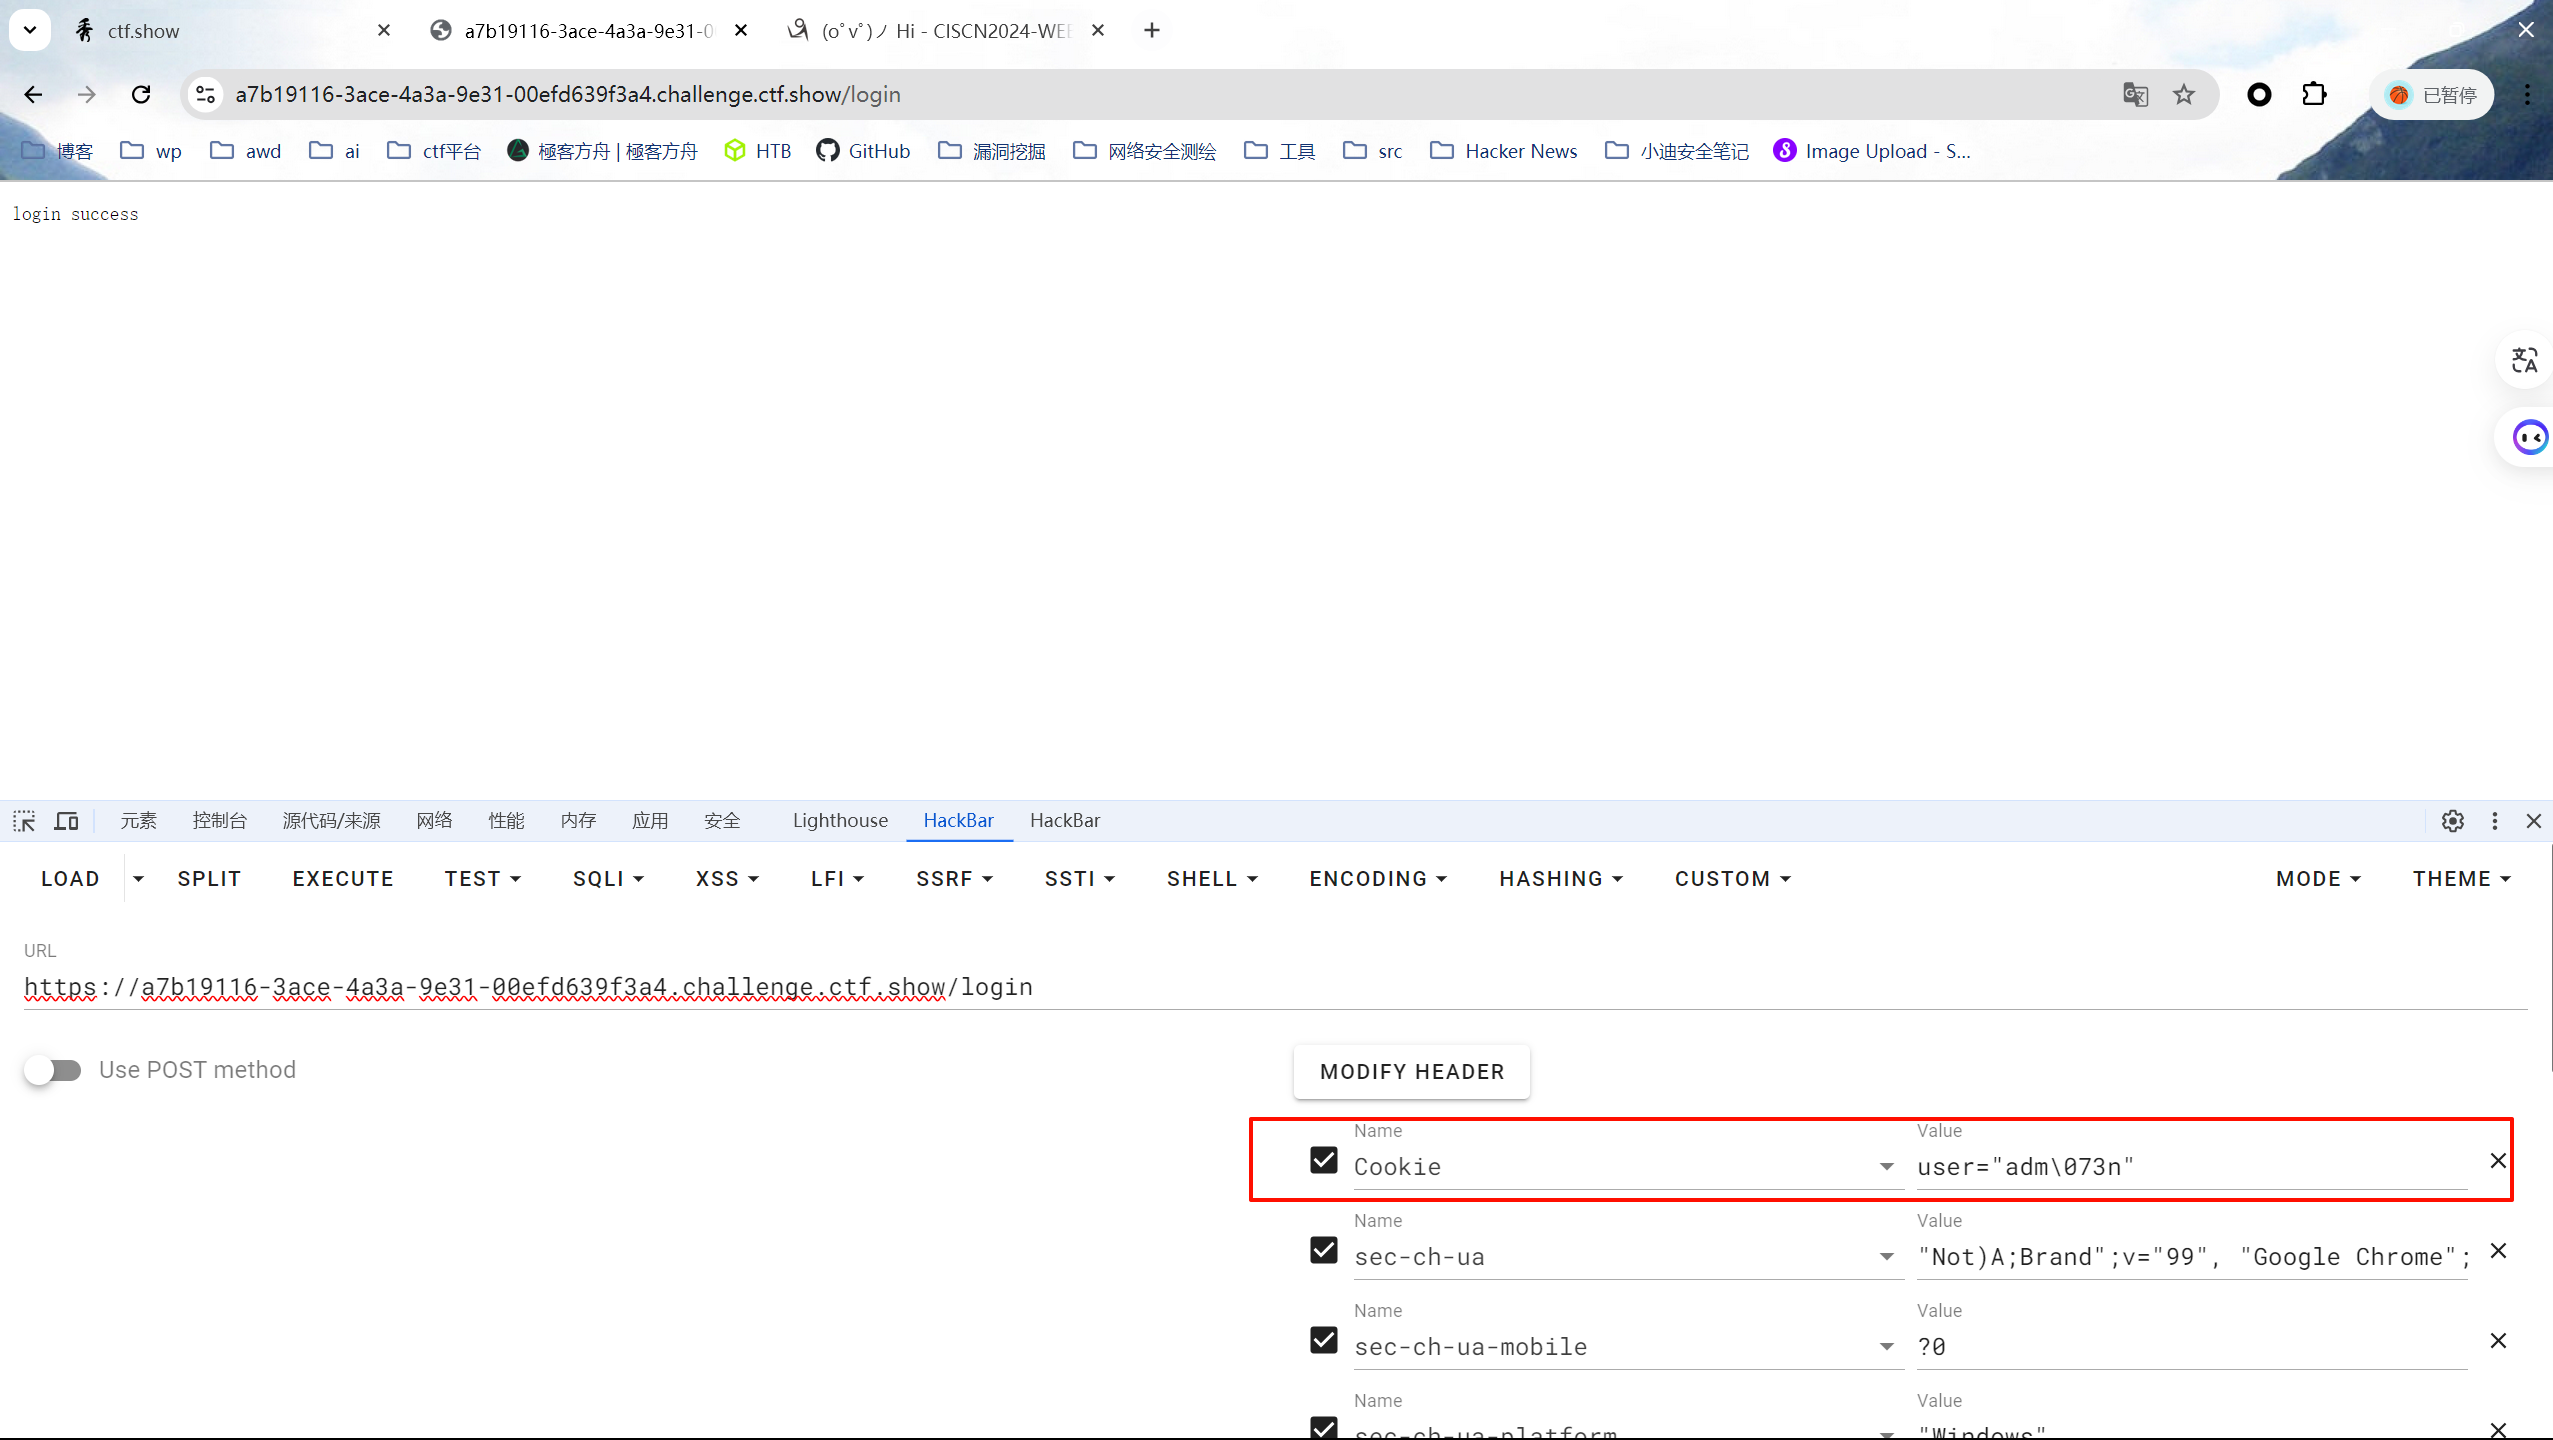 ctf.show
a7b19116-3ace-4a3a-9e31-0
(oﾟvﾟ)ノ Hi - CISCN2024-WEB
a7b19116-3ace-4a3a-9e31-00efd639f3a4.challenge.ctf.show/login
已暂停
博客 wp awd ai ctf平台 極客方舟 | 極客方舟 HTB GitHub 漏洞挖掘 网络安全测绘 工具 src Hacker News 小迪安全笔记 Image Upload - S...
login success
元素 控制台 源代码/来源 网络 性能 内存 应用 安全 Lighthouse HackBar HackBar
LOAD SPLIT EXECUTE TEST SQLI XSS LFI SSRF SSTI SHELL ENCODING HASHING CUSTOM MODE THEME
URL
https://a7b19116-3ace-4a3a-9e31-00efd639f3a4.challenge.ctf.show/login
Use POST method
MODIFY HEADER
Name Value
Cookie user="adm\073n"
Name Value
sec-ch-ua "Not)A;Brand";v="99", "Google Chrome";
Name Value
sec-ch-ua-mobile ?0
Name Value
sec-ch-ua-platform "Windows"